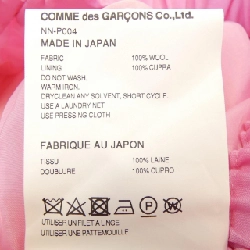 COMME des GARÇONS Co.,Ltd.
NN-P004
MADE IN JAPAN
FABRIC 100% WOOL
LINING 100% CUPRA
DO NOT WASH.
WARM IRON.
DRYCLEAN ANY SOLVENT, SHORT CYCLE.
USE A LAUNDRY NET
USE PRESSING CLOTH
FABRIQUE AU JAPON
TISSU 100% LAINE
DOUBLURE 100% CUPRO
UTILISER UN FILET A LINGE
UTILISER UNE PATTEMOUILLE